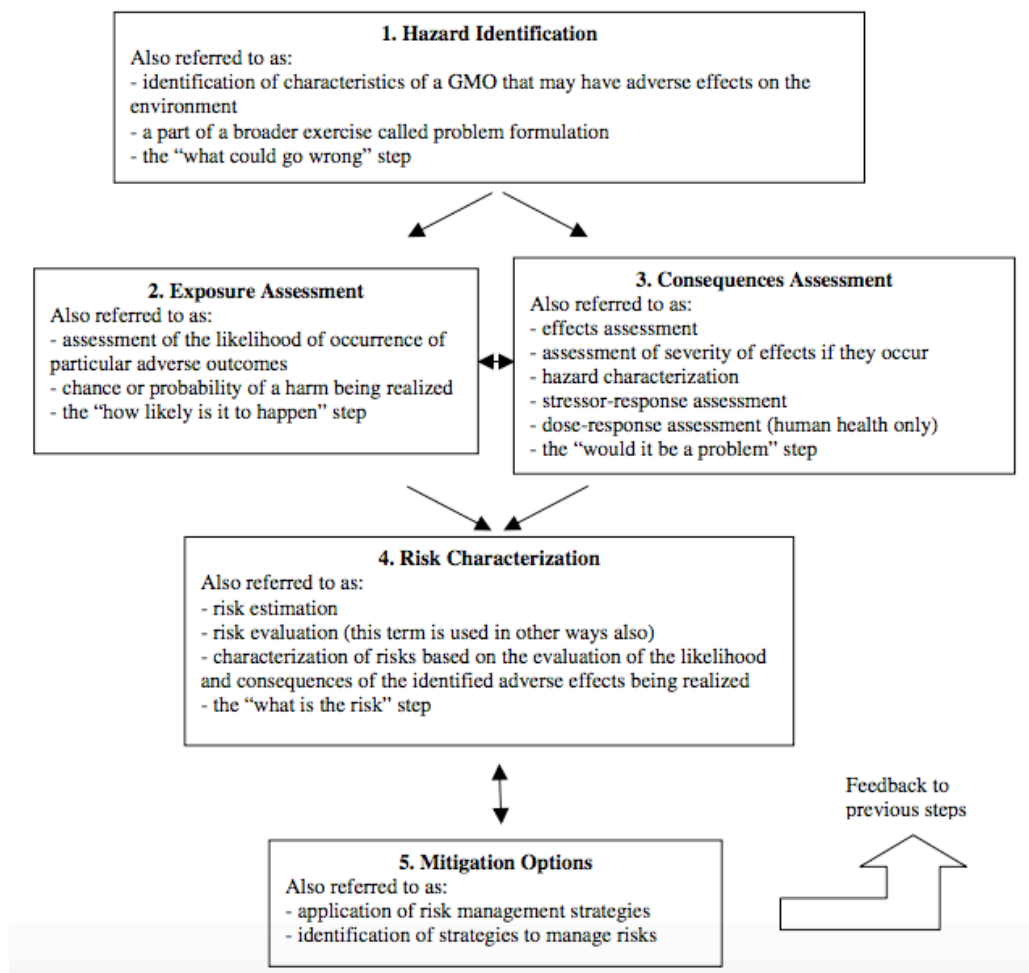 1. Hazard Identification
Also referred to as:
- identification of characteristics of a GMO that may have adverse effects on the
environment
- a part of a broader exercise called problem formulation
- the “what could go wrong” step
2. Exposure Assessment
Also referred to as:
- assessment of the likelihood of occurrence of
particular adverse outcomes
- chance or probability of a harm being realized
- the “how likely is it to happen” step
3. Consequences Assessment
Also referred to as:
- effects assessment
- assessment of severity of effects if they occur
- hazard characterization
- stressor-response assessment
- dose-response assessment (human health only)
- the “would it be a problem” step
4. Risk Characterization
Also referred to as:
- risk estimation
- risk evaluation (this term is used in other ways also)
- characterization of risks based on the evaluation of the likelihood
and consequences of the identified adverse effects being realized
- the “what is the risk” step
Feedback to
previous steps
5. Mitigation Options
Also referred to as:
- application of risk management strategies
- identification of strategies to manage risks